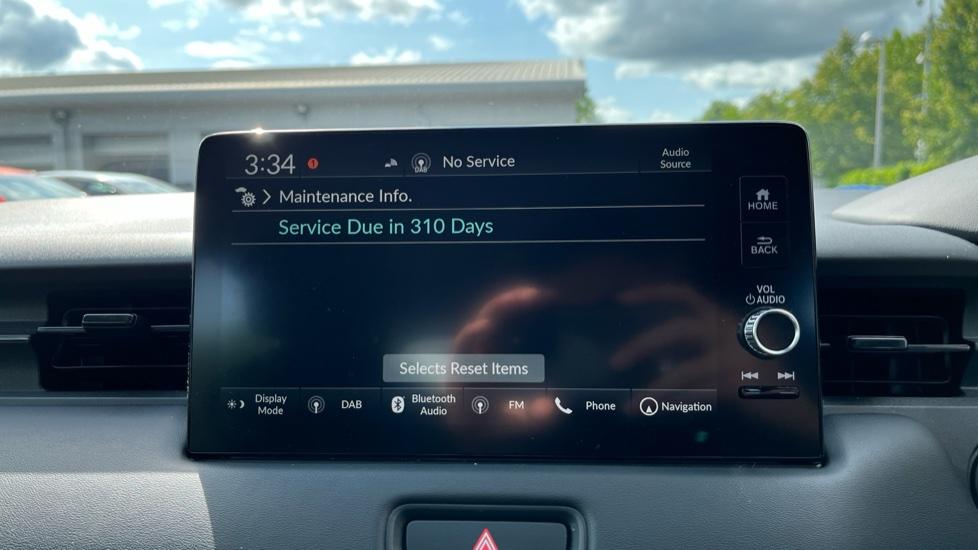 3:34
DAB
No Service
Audio
Source
Maintenance Info.
Service Due in 310 Days
HOME
BACK
VOL
AUDIO
Selects Reset Items
Display
Mode
DAB
Bluetooth
Audio
FM
Phone
Navigation